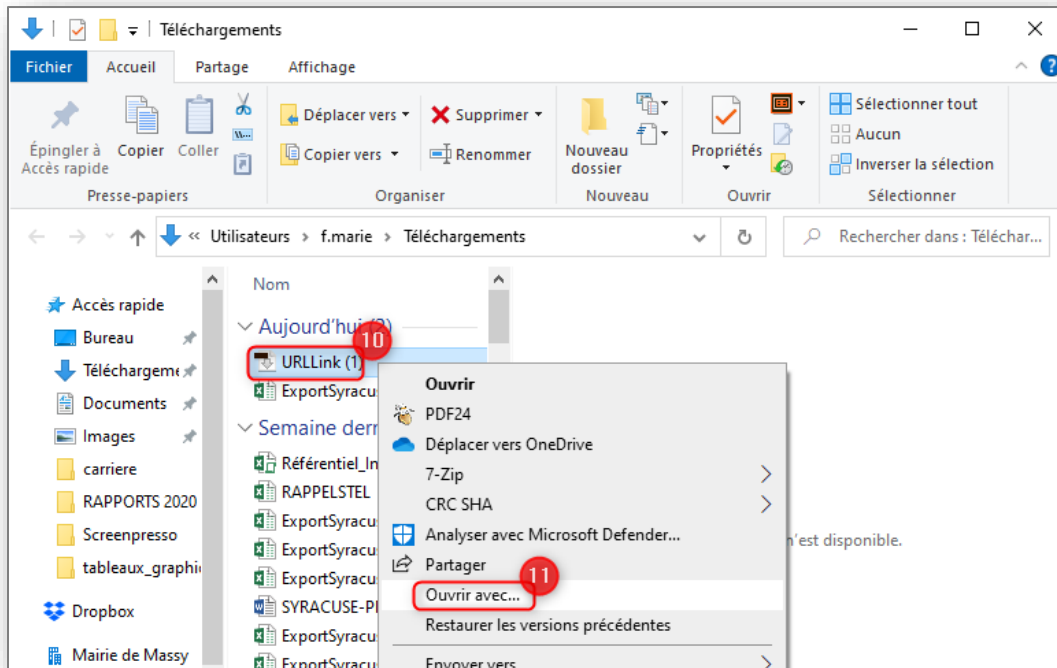 Téléchargements
Fichier Accueil Partage Affichage
Épingler à Accès rapide
Copier
Coller
Déplacer vers
Copier vers
Supprimer
Renommer
Nouveau dossier
Propriétés
Sélectionner tout
Aucun
Inverser la sélection
Presse-papiers Organiser Nouveau Ouvrir Sélectionner
« Utilisateurs > f.marie > Téléchargements
Rechercher dans : Téléchar...
Accès rapide
Bureau
Téléchargeme
Documents
Images
carriere
RAPPORTS 2020
Screenpresso
tableaux_graphi
Dropbox
Mairie de Massy
Nom
Aujourd'hui (2)
10
URLLink (1)
ExportSyracu
Semaine derr
Référentiel_In
RAPPELSTEL
ExportSyracu
ExportSyracu
ExportSyracu
SYRACUSE-PI
ExportSyracu
ExportSyracu
Ouvrir
PDF24
Déplacer vers OneDrive
7-Zip
CRC SHA
Analyser avec Microsoft Defender...
Partager
11
Ouvrir avec...
Restaurer les versions précédentes
Envoyer vers
n'est disponible.